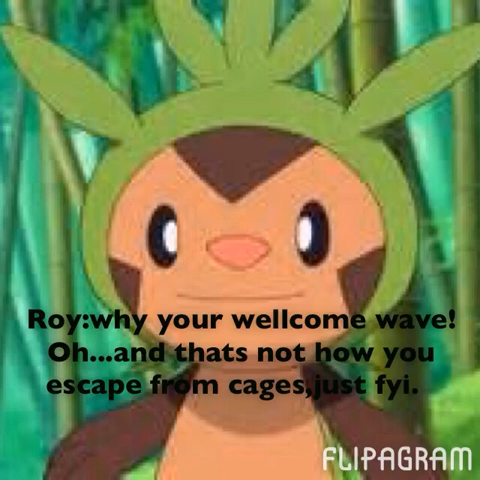 Roy:why your wellcome wave!
Oh...and thats not how you
escape from cages,just fyi.
FLIPAGRAM